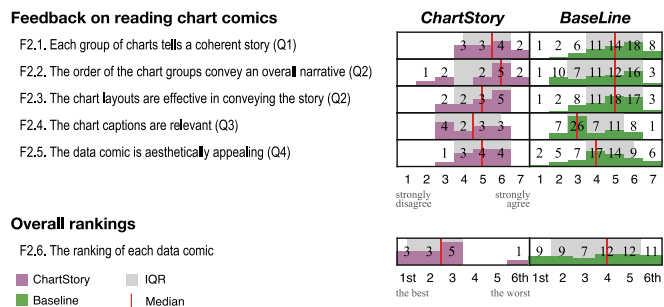 Feedback on reading chart comics
ChartStory BaseLine
F2.1. Each group of charts tells a coherent story (Q1) 3 3 4 2 1 2 6 11 14 18 8
F2.2. The order of the chart groups convey an overall narrative (Q2) 1 2 2 5 2 1 10 7 11 12 16 3
F2.3. The chart layouts are effective in conveying the story (Q2) 2 2 3 5 1 2 8 11 18 17 3
F2.4. The chart captions are relevant (Q3) 4 2 3 3 7 26 7 11 8 1
F2.5. The data comic is aesthetically appealing (Q4) 1 3 4 4 2 5 7 17 14 9 6
1 2 3 4 5 6 7 1 2 3 4 5 6 7
strongly disagree strongly agree
Overall rankings
F2.6. The ranking of each data comic 3 3 5 1 9 9 7 12 12 11
1st 2 3 6th 1st 2 3 4 5 6th
the best the worst
ChartStory IQR
Baseline Median